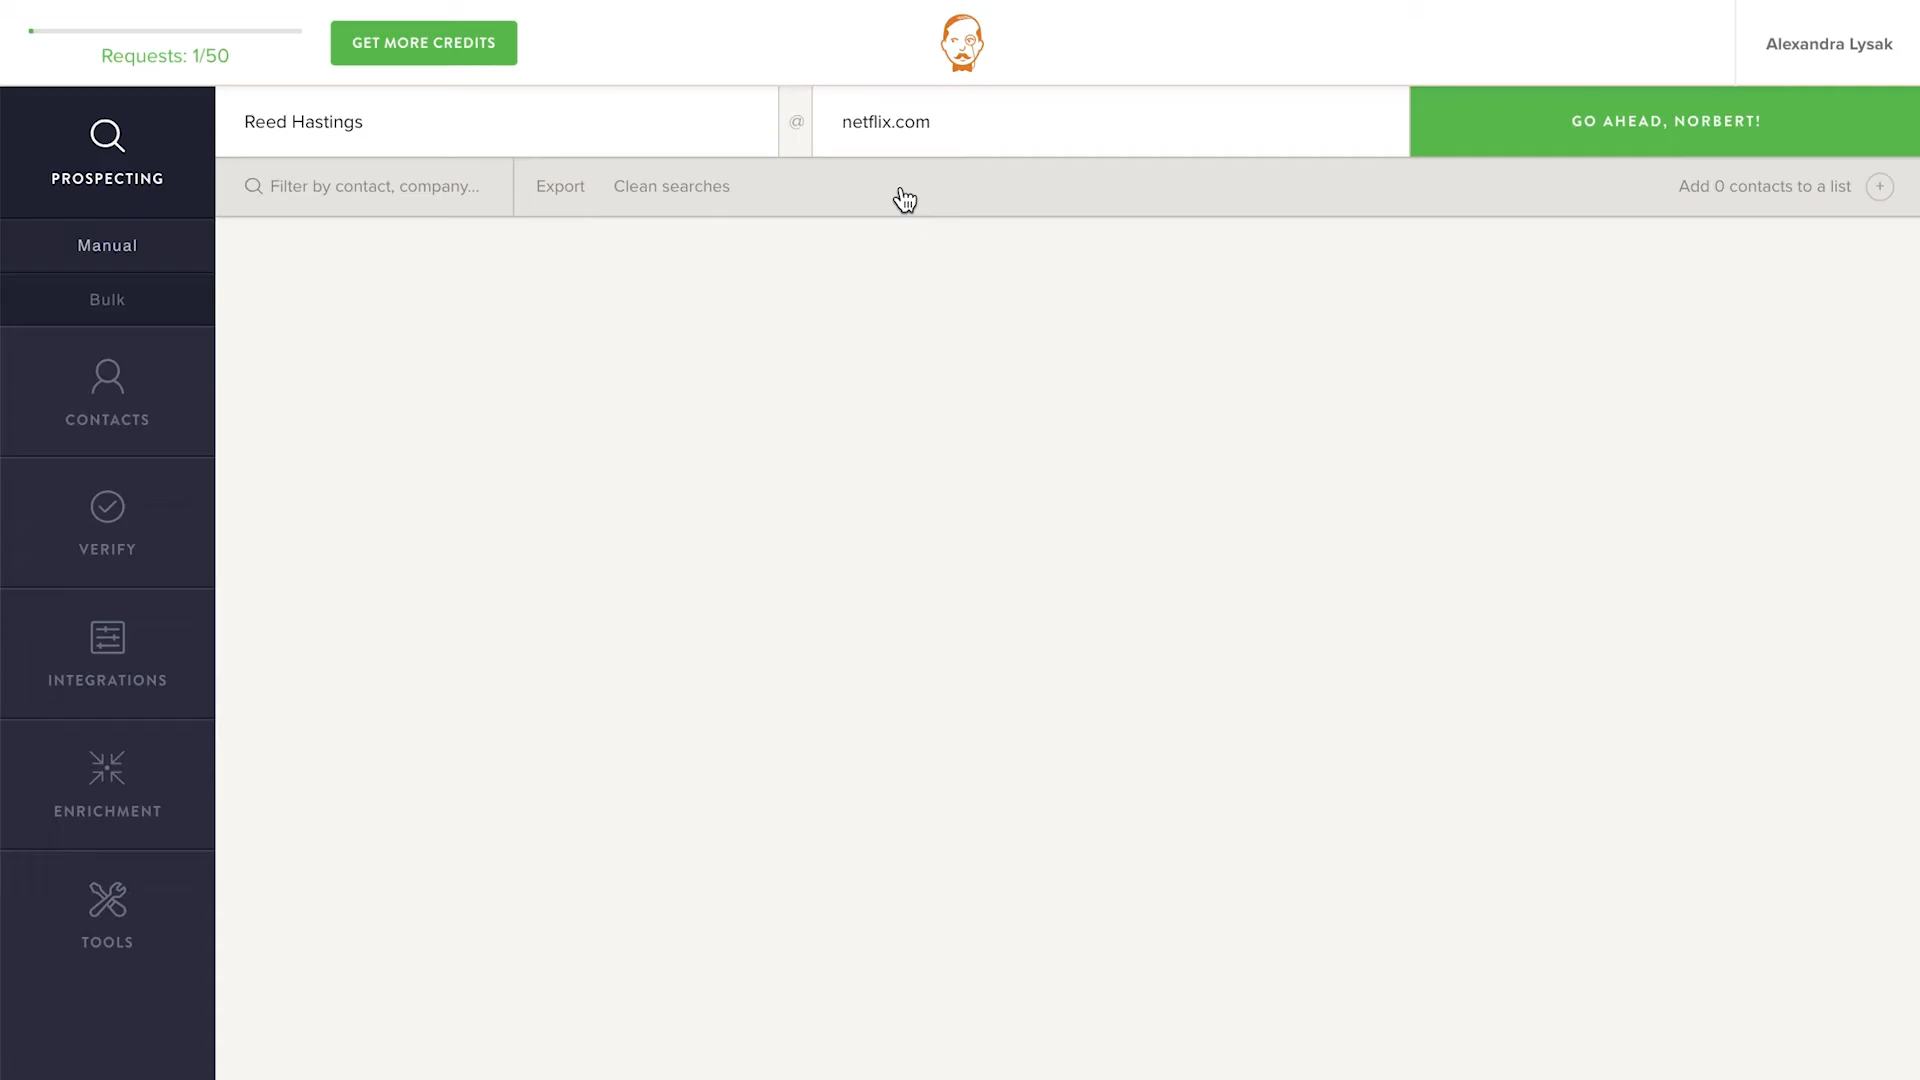 Requests: 1/50
GET MORE CREDITS
Alexandra Lysak
Reed Hastings
@
netflix.com
GO AHEAD, NORBERT!
PROSPECTING
Filter by contact, company...
Export
Clean searches
Add 0 contacts to a list
+
Manual
Bulk
CONTACTS
VERIFY
INTEGRATIONS
ENRICHMENT
TOOLS